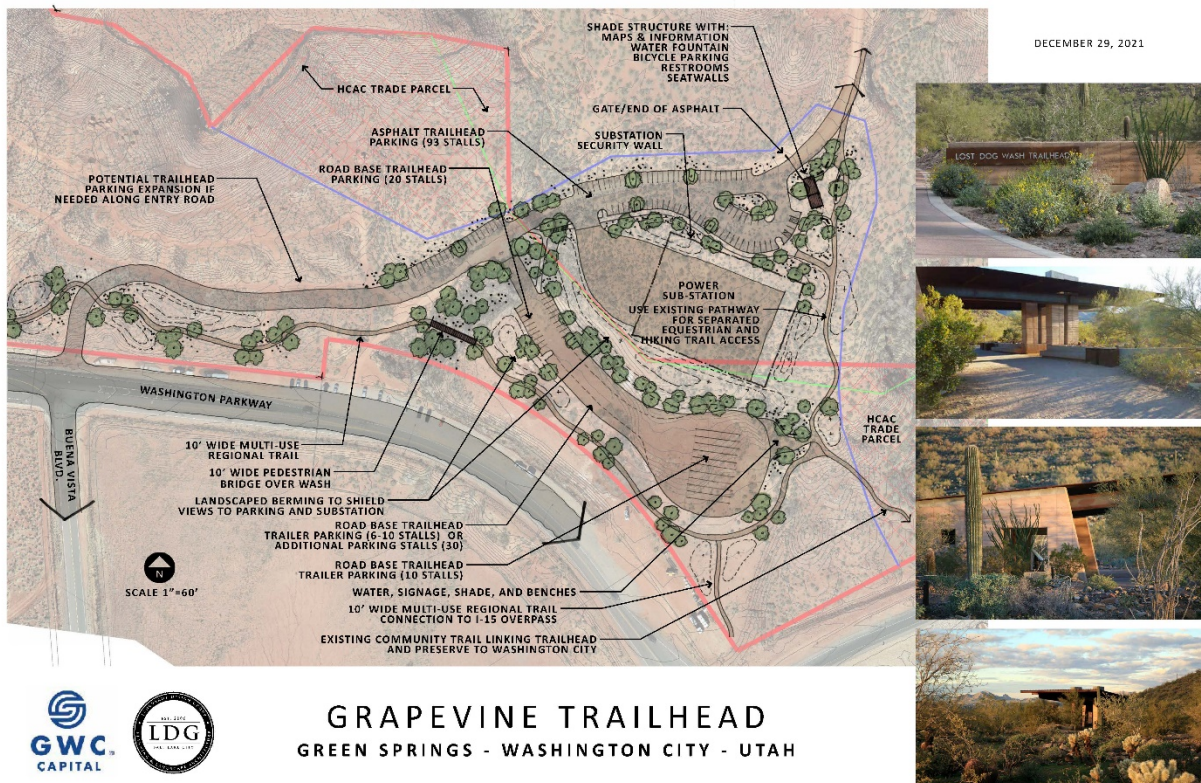 DECEMBER 29, 2021
SHADE STRUCTURE WITH:
MAPS & INFORMATION
WATER FOUNTAIN
BICYCLE PARKING
RESTROOMS
SEATWALLS
HCAC TRADE PARCEL
GATE/END OF ASPHALT
ASPHALT TRAILHEAD
PARKING (93 STALLS)
SUBSTATION
SECURITY WALL
ROAD BASE TRAILHEAD
PARKING (20 STALLS)
POTENTIAL TRAILHEAD
PARKING EXPANSION IF
NEEDED ALONG ENTRY ROAD
LOST DOG WASH TRAILHEAD
POWER
SUB-STATION
USE EXISTING PATHWAY
FOR SEPARATED
EQUESTRIAN AND
HIKING TRAIL ACCESS
WASHINGTON PARKWAY
BUENA VISTA
BLVD.
HCAC
TRADE
PARCEL
10' WIDE MULTI-USE
REGIONAL TRAIL
10' WIDE PEDESTRIAN
BRIDGE OVER WASH
LANDSCAPED BERMING TO SHIELD
VIEWS TO PARKING AND SUBSTATION
ROAD BASE TRAILHEAD
TRAILER PARKING (6-10 STALLS) OR
ADDITIONAL PARKING STALLS (30)
ROAD BASE TRAILHEAD
TRAILER PARKING (10 STALLS)
WATER, SIGNAGE, SHADE, AND BENCHES
10' WIDE MULTI-USE REGIONAL TRAIL
CONNECTION TO I-15 OVERPASS
EXISTING COMMUNITY TRAIL LINKING TRAILHEAD
AND PRESERVE TO WASHINGTON CITY
N
SCALE 1"=60'
GWC
CAPITAL
LDG
GRAPEVINE TRAILHEAD
GREEN SPRINGS - WASHINGTON CITY - UTAH